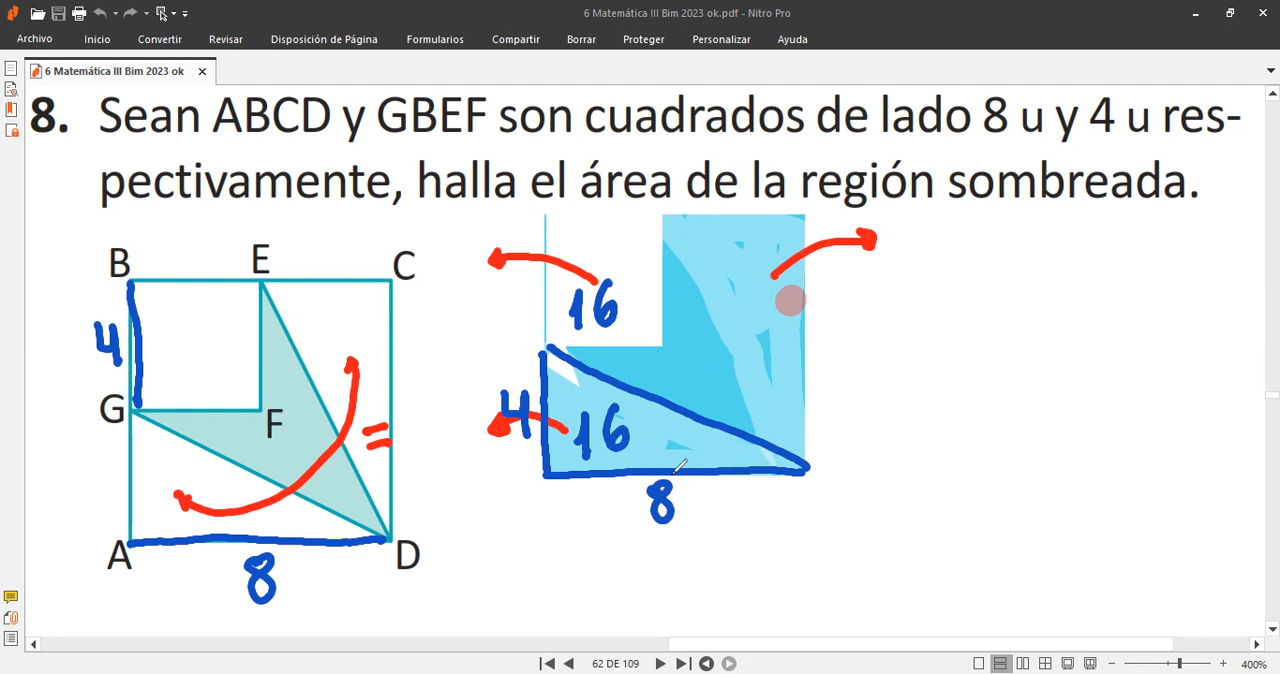 6 Matemática III Bim 2023 ok.pdf - Nitro Pro
Archivo Inicio Convertir Revisar Disposición de Página Formularios Compartir Borrar Proteger Personalizar Ayuda
6 Matemática III Bim 2023 ok
8. Sean ABCD y GBEF son cuadrados de lado 8 u y 4 u res-
pectivamente, halla el área de la región sombreada.
B E C
4
16
G F
4 16
A D
8
8
62 DE 109
400%